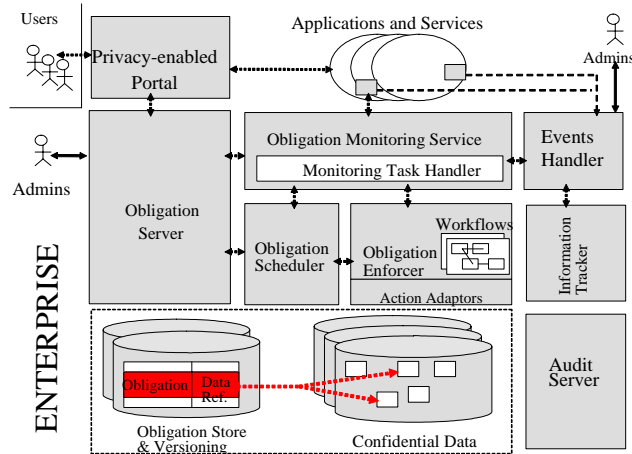 Users
Applications and Services
Privacy-enabled
Portal
Admins
Admins
Obligation Monitoring Service
Monitoring Task Handler
Events
Handler
Obligation
Server
Obligation
Scheduler
Workflows
Obligation
Enforcer
Action Adaptors
Information
Tracker
ENTERPRISE
Obligation
Data
Ref.
Obligation Store
& Versioning
Confidential Data
Audit
Server